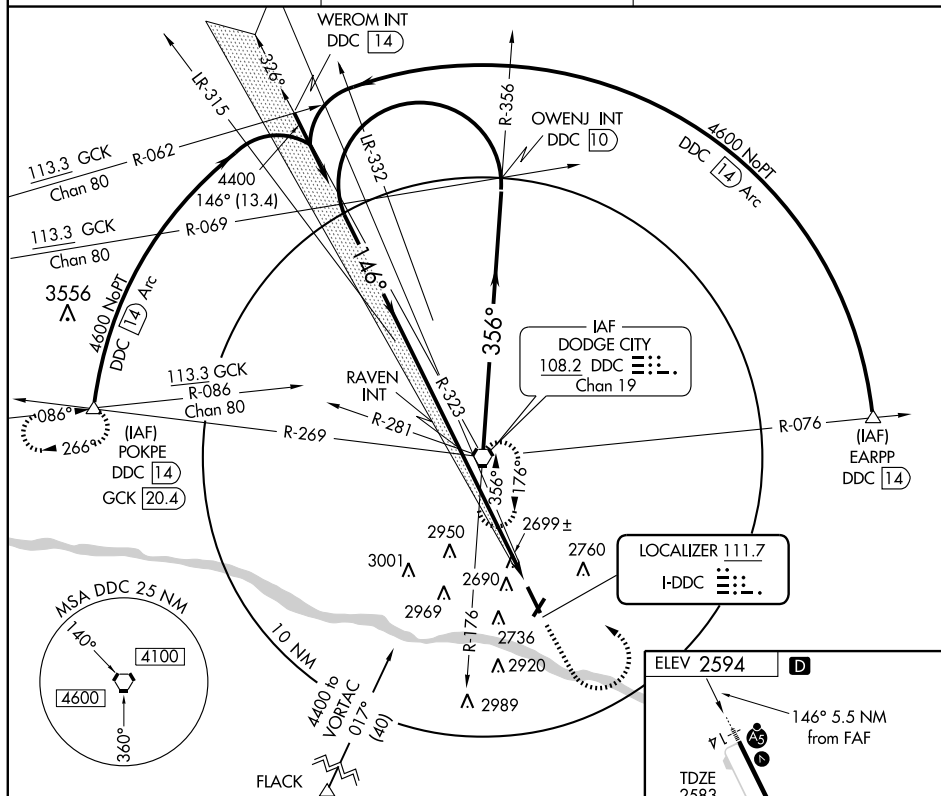 WEROM INT
DDC 14
326°
LR-315
LR-332
R-356
OWENJ INT
DDC 10
4600 NoPT
DDC 14 Arc
113.3 GCK
Chan 80
R-062
4400
146° (13.4)
113.3 GCK
Chan 80
R-069
3556
4600 NoPT
DDC 14 Arc
146°
356°
IAF
DODGE CITY
108.2 DDC
Chan 19
113.3 GCK
R-086
Chan 80
RAVEN
INT
R-323
R-281
086°
266°
R-269
R-076
(IAF)
POKPE
DDC 14
GCK 20.4
(IAF)
EARPP
DDC 14
356°
176°
2950
2699±
3001
2760
2690
2969
LOCALIZER 111.7
I-DDC
MSA DDC 25 NM
140°
4100
4600
360°
10 NM
R-176
2736
2920
2989
4400 to
VORTAC
017°
(40)
FLACK
ELEV 2594
D
146° 5.5 NM
from FAF
14
A5
TDZE
2583